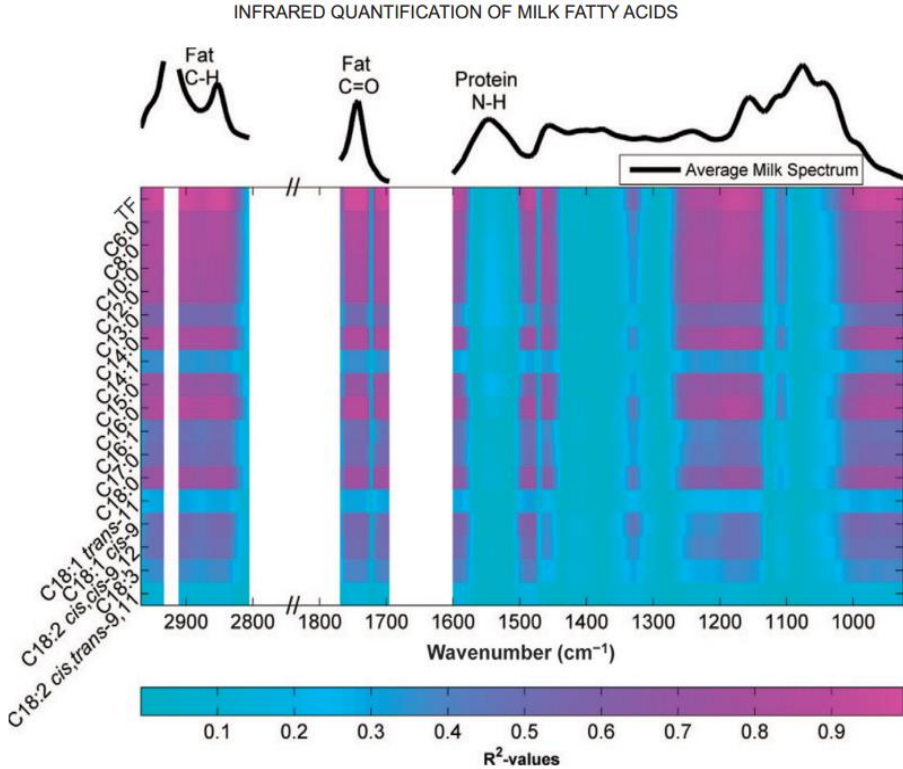 INFRARED QUANTIFICATION OF MILK FATTY ACIDS
Fat
C-H
Fat
C=O
Protein
N-H
Average Milk Spectrum
TF
C6:0
C8:0
C10:0
C12:0
C13:0
C14:0
C14:1
C15:0
C16:0
C16:1
C17:0
C18:0
C18:1 trans-11
C18:1 cis-9
C18:2 cis,cis-9,12
C18:3
C18:2 cis,trans-9,11
2900 2800 // 1800 1700 1600 1500 1400 1300 1200 1100 1000
Wavenumber (cm⁻¹)
0.1 0.2 0.3 0.4 0.5 0.6 0.7 0.8 0.9
R²-values